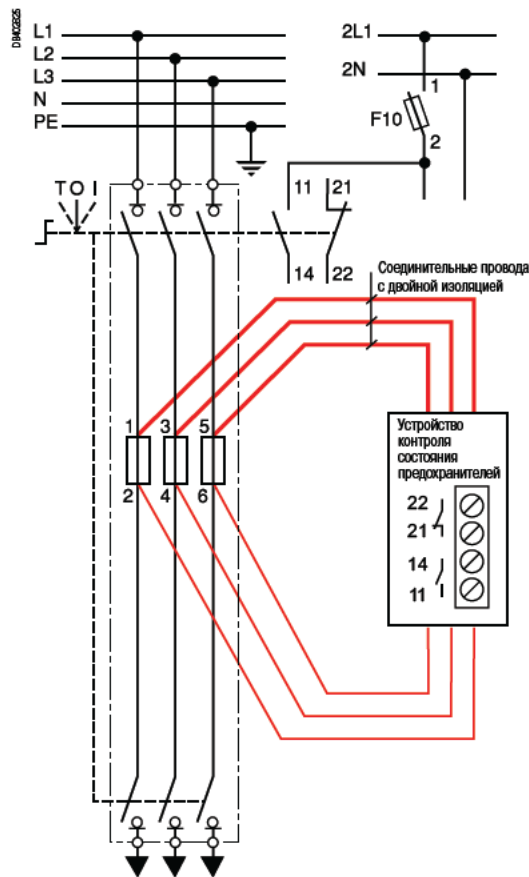 DB402625
L1
L2
L3
N
PE
2L1
2N
1
F10
2
T O I
11 21
14 22
Соединительные провода
с двойной изоляцией
1 3 5
2 4 6
Устройство
контроля
состояния
предохранителей
22
21
14
11